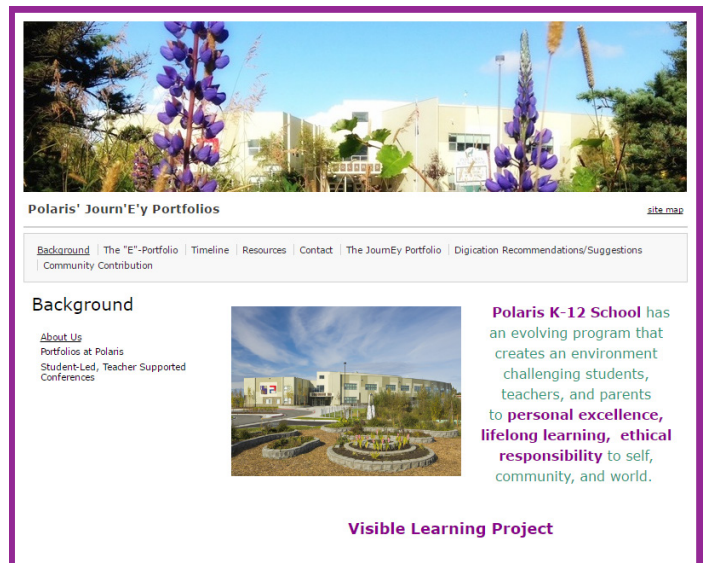 Polaris' Journ'E'y Portfolios
site map
Background | The "E"-Portfolio | Timeline | Resources | Contact | The JournEy Portfolio | Digication Recommendations/Suggestions
| Community Contribution
Background
About Us
Portfolios at Polaris
Student-Led, Teacher Supported
Conferences
Polaris K-12 School has
an evolving program that
creates an environment
challenging students,
teachers, and parents
to personal excellence,
lifelong learning, ethical
responsibility to self,
community, and world.
Visible Learning Project